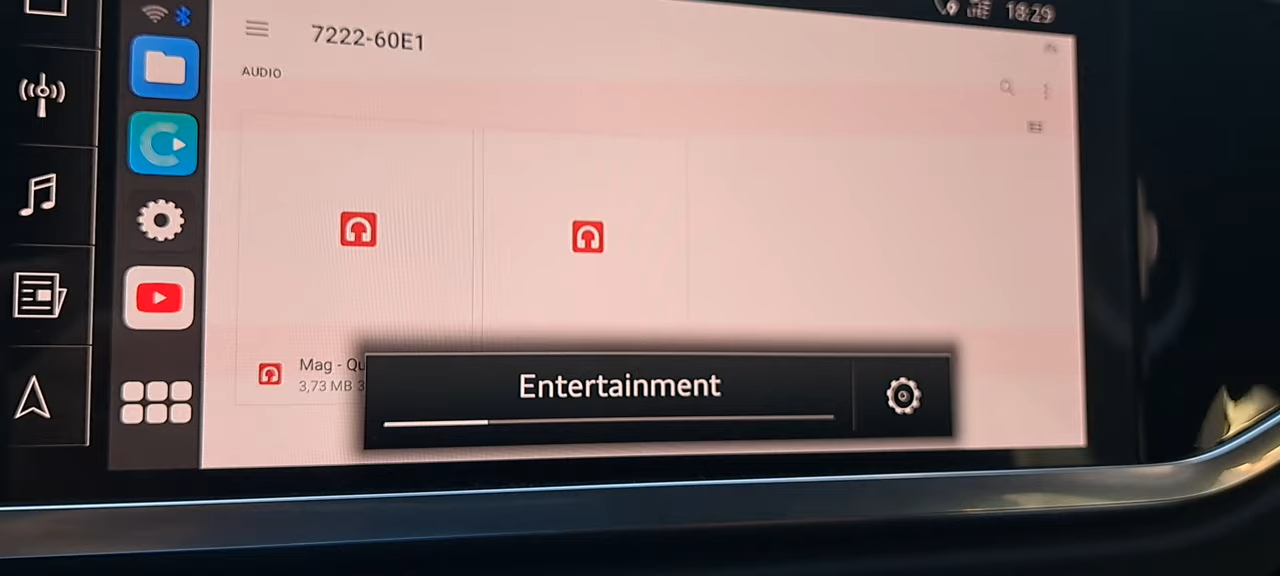 18:29
7222-60E1
AUDIO
Mag - Qu
3,73 MB 3
Entertainment